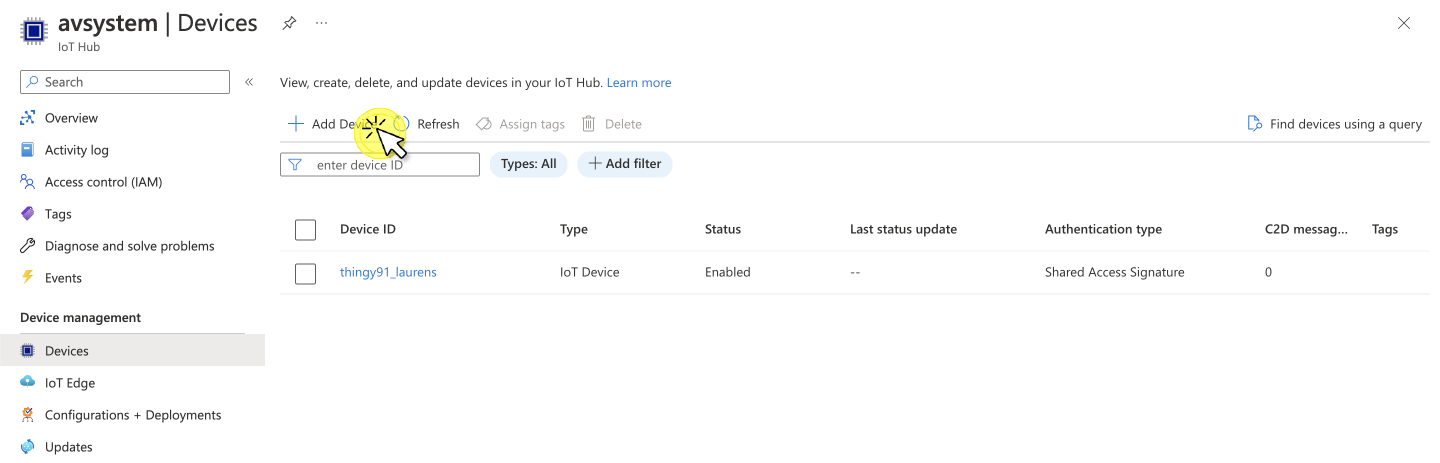 avsystem | Devices
IoT Hub
Search
Overview
Activity log
Access control (IAM)
Tags
Diagnose and solve problems
Events
Device management
Devices
IoT Edge
Configurations + Deployments
Updates
View, create, delete, and update devices in your IoT Hub. Learn more
Add Device Refresh Assign tags Delete Find devices using a query
enter device ID Types: All Add filter
Device ID Type Status Last status update Authentication type C2D messag... Tags
thingy91_laurens IoT Device Enabled -- Shared Access Signature 0